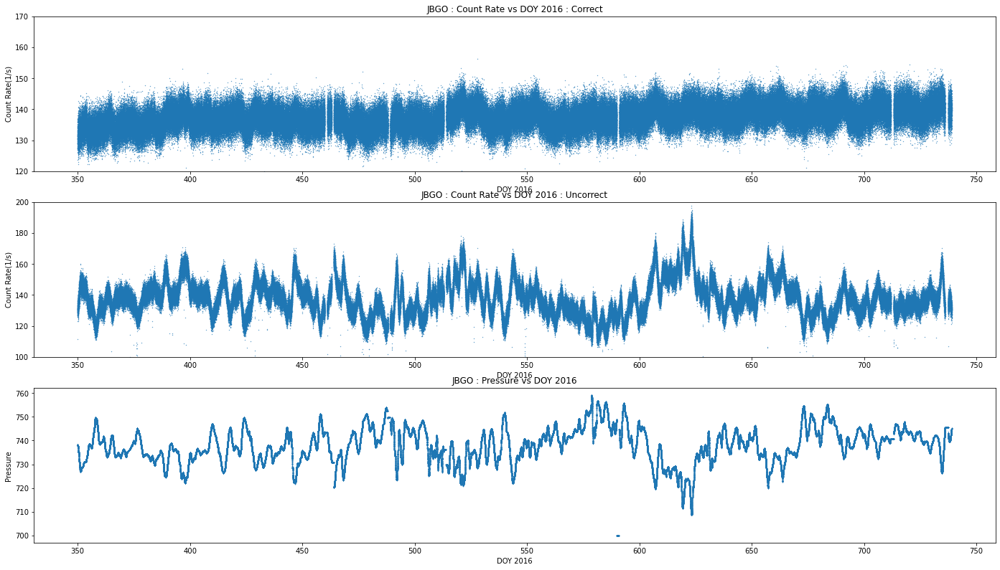 JBGO : Count Rate vs DOY 2016 : Correct
Count Rate(1/s)
170
160
150
140
130
120
350 400 450 500 550 600 650 700 750
DOY 2016
JBGO : Count Rate vs DOY 2016 : Uncorrect
Count Rate(1/s)
200
180
160
140
120
100
350 400 450 500 550 600 650 700 750
DOY 2016
JBGO : Pressure vs DOY 2016
Pressure
760
750
740
730
720
710
700
350 400 450 500 550 600 650 700 750
DOY 2016